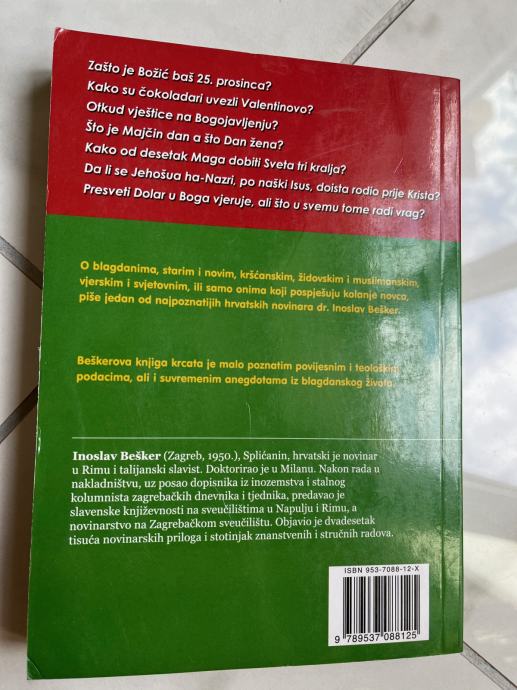 Zašto je Božić baš 25. prosinca?
Kako su čokoladari uvezli Valentinovo?
Otkud vještice na Bogojavljenju?
Što je Majčin dan a što Dan žena?
Kako od desetak Maga dobiti Sveta tri kralja?
Da li se Jehošua ha-Nazri, po naški Isus, doista rodio prije Krista?
Presveti Dolar u Boga vjeruje, ali što u svemu tome radi vrag?
O blagdanima, starim i novim, kršćanskim, židovskim i muslimanskim,
vjerskim i svjetovnim, ili samo onima koji pospješuju kolanje novca,
piše jedan od najpoznatijih hrvatskih novinara dr. Inoslav Bešker.
Beškerova knjiga krcata je malo poznatim povijesnim i teološkim
podacima, ali i suvremenim anegdotama iz blagdanskog života.
Inoslav Bešker (Zagreb, 1950.), Splićanin, hrvatski je novinar
u Rimu i talijanski slavist. Doktorirao je u Milanu. Nakon rada u
nakladništvu, uz posao dopisnika iz inozemstva i stalnog
kolumnista zagrebačkih dnevnika i tjednika, predavao je
slavenske književnosti na sveučilištima u Napulju i Rimu, a
novinarstvo na Zagrebačkom sveučilištu. Objavio je dvadesetak
tisuća novinarskih priloga i stotinjak znanstvenih i stručnih radova.
ISBN 953-7088-12-X
9 789537 088125